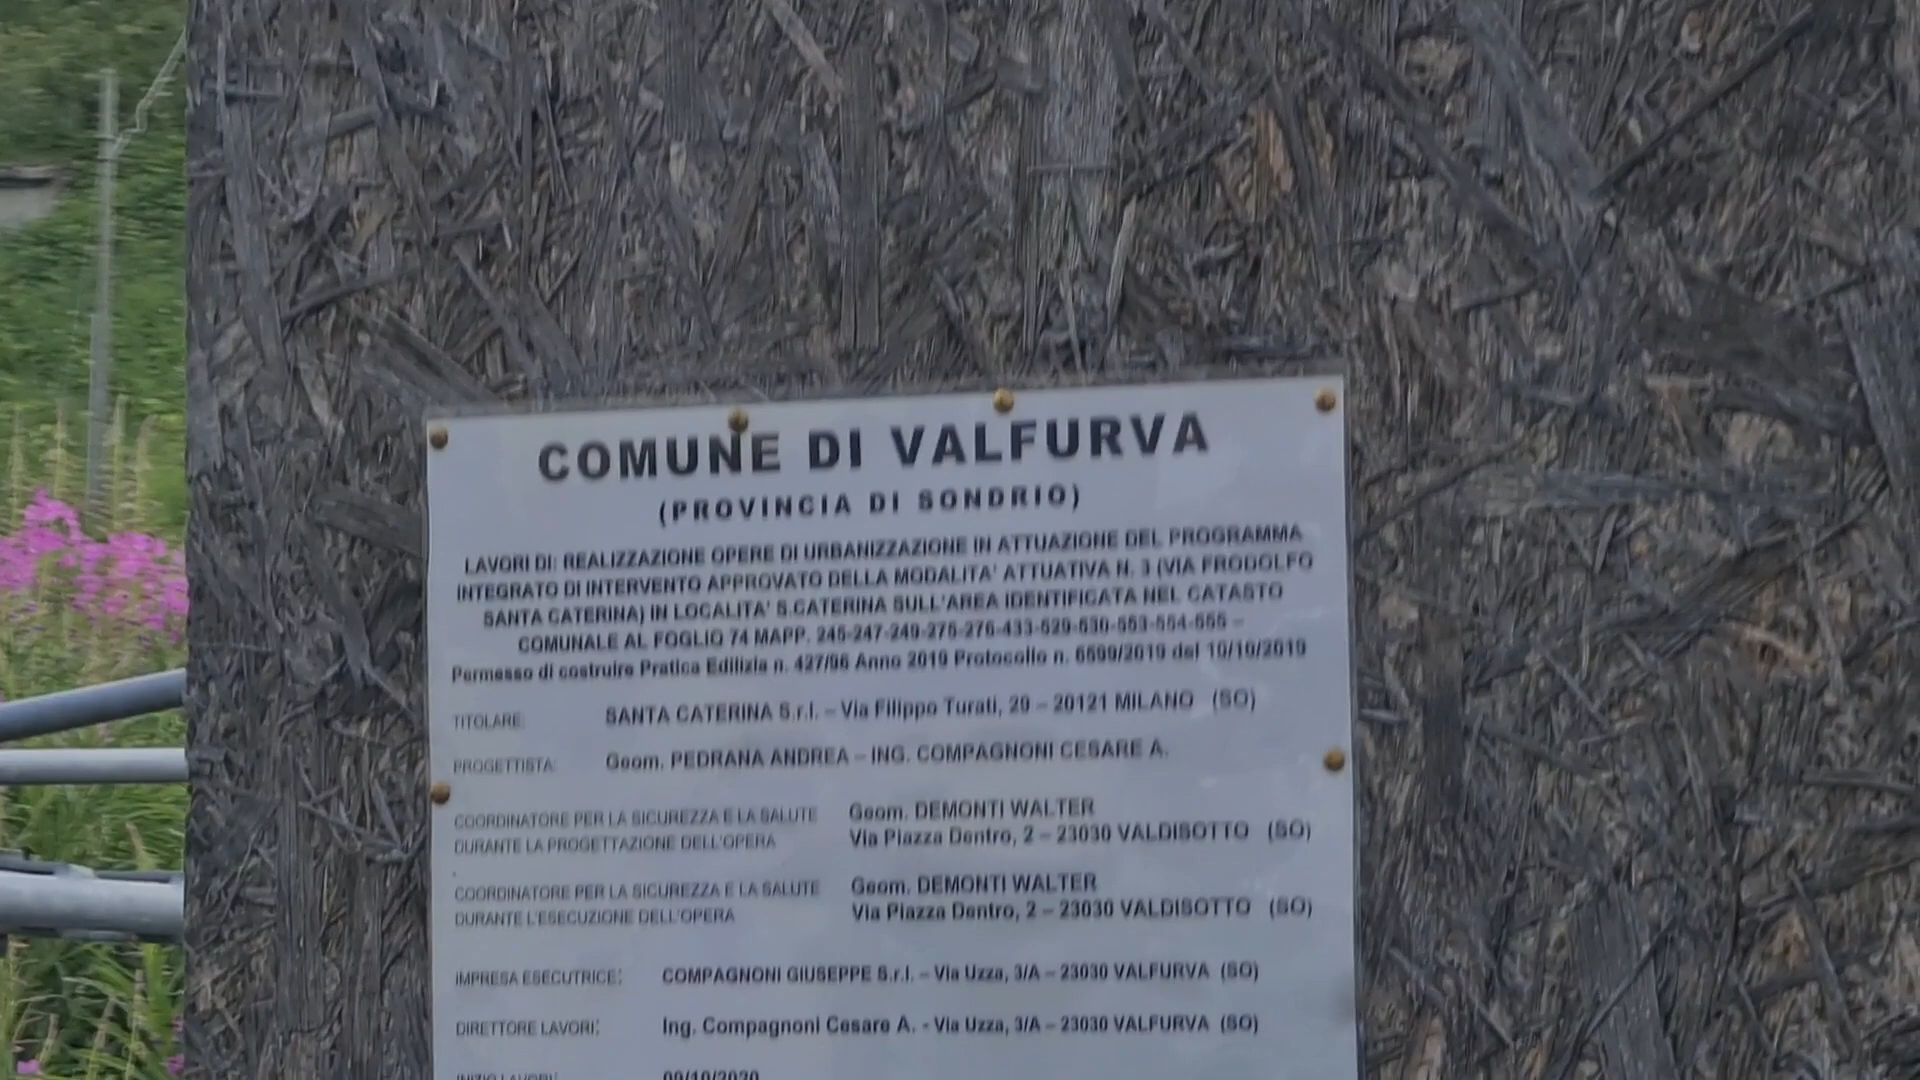 COMUNE DI VALFURVA
(PROVINCIA DI SONDRIO)
LAVORI DI: REALIZZAZIONE OPERE DI URBANIZZAZIONE IN ATTUAZIONE DEL PROGRAMMA
INTEGRATO DI INTERVENTO APPROVATO DELLA MODALITA' ATTUATIVA N. 3 (VIA FRODOLFO
SANTA CATERINA) IN LOCALITA' S.CATERINA SULL'AREA IDENTIFICATA NEL CATASTO
COMUNALE AL FOGLIO 74 MAPP. 245-247-249-275-276-433-529-530-553-554-555 –
Permesso di costruire Pratica Edilizia n. 427/96 Anno 2019 Protocollo n. 6599/2019 del 10/10/2019
TITOLARE: SANTA CATERINA S.r.l. – Via Filippo Turati, 29 – 20121 MILANO (SO)
PROGETTISTA: Geom. PEDRANA ANDREA – ING. COMPAGNONI CESARE A.
COORDINATORE PER LA SICUREZZA E LA SALUTE Geom. DEMONTI WALTER
DURANTE LA PROGETTAZIONE DELL'OPERA Via Piazza Dentro, 2 – 23030 VALDISOTTO (SO)
COORDINATORE PER LA SICUREZZA E LA SALUTE Geom. DEMONTI WALTER
DURANTE L'ESECUZIONE DELL'OPERA Via Piazza Dentro, 2 – 23030 VALDISOTTO (SO)
IMPRESA ESECUTRICE: COMPAGNONI GIUSEPPE S.r.l. – Via Uzza, 3/A – 23030 VALFURVA (SO)
DIRETTORE LAVORI: Ing. Compagnoni Cesare A. - Via Uzza, 3/A – 23030 VALFURVA (SO)
INIZIO LAVORI: 09/10/2020